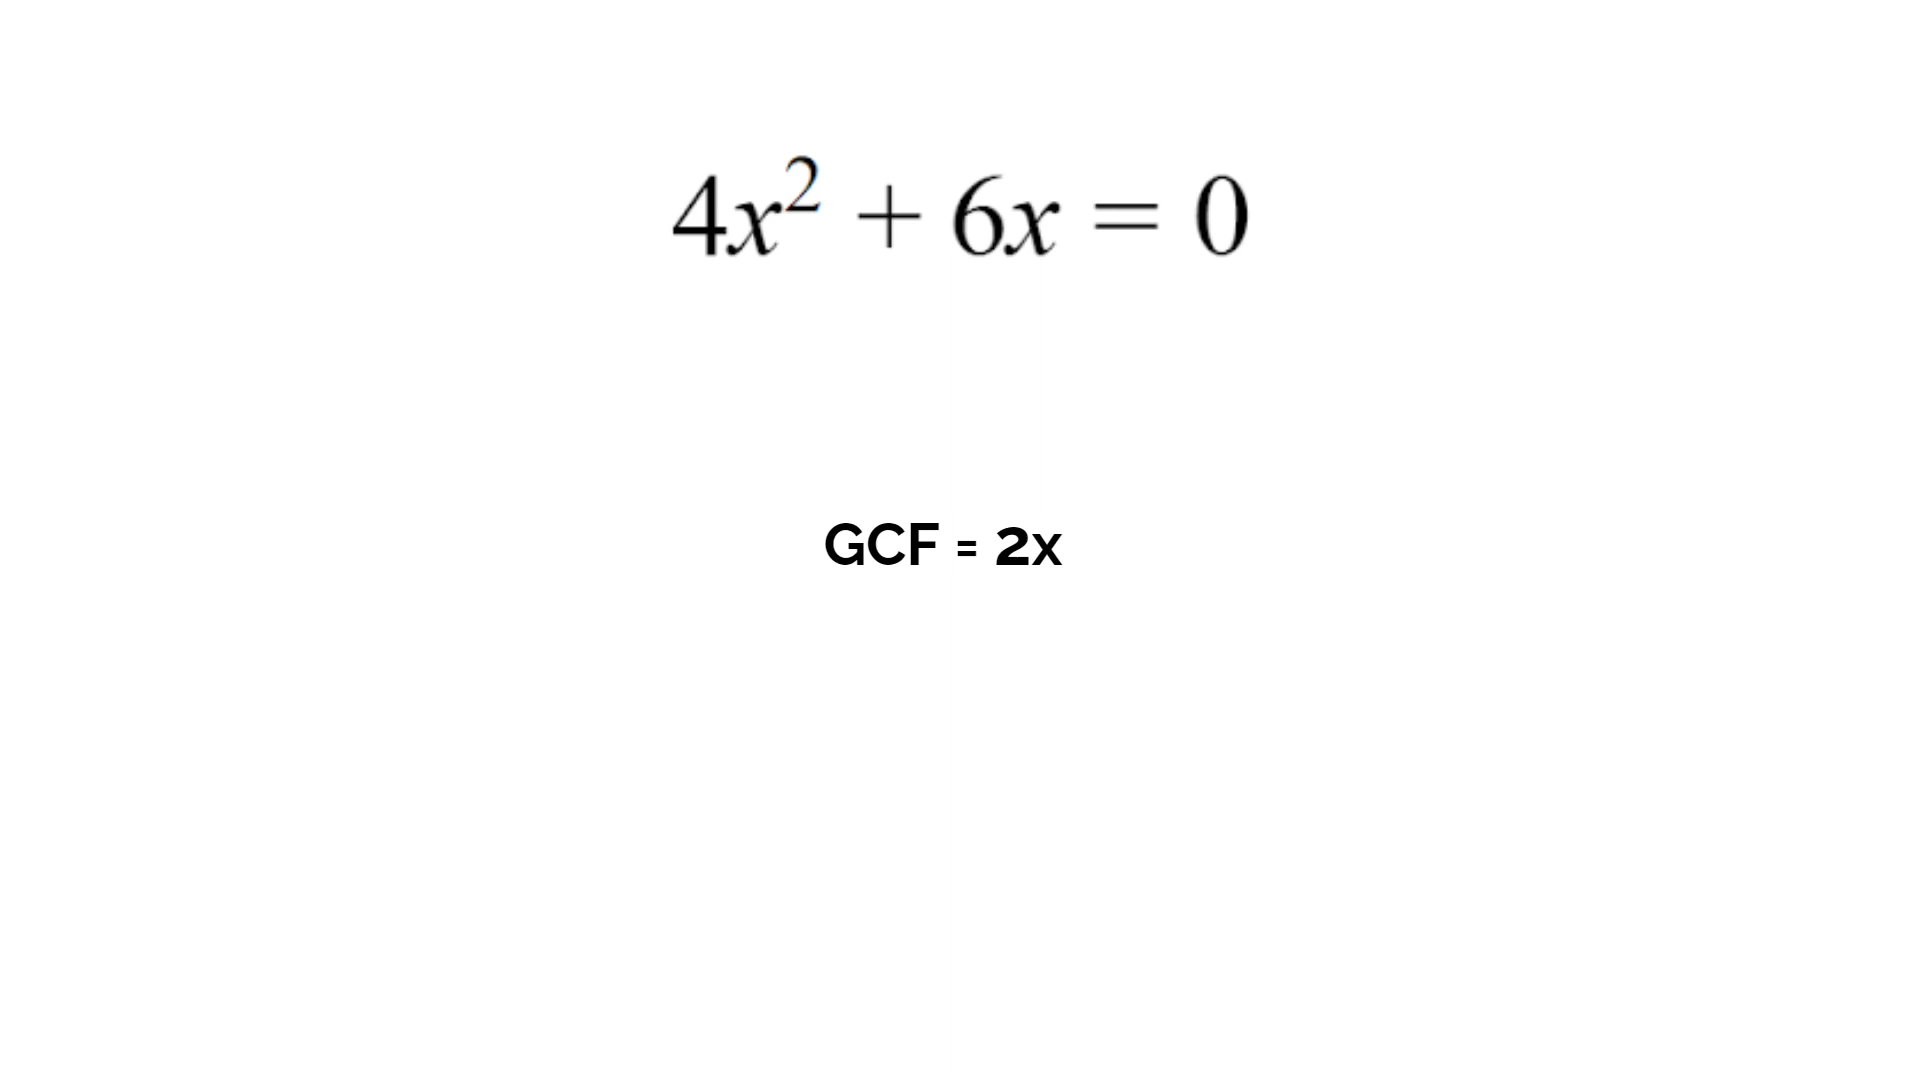 4x² + 6x = 0
GCF = 2x